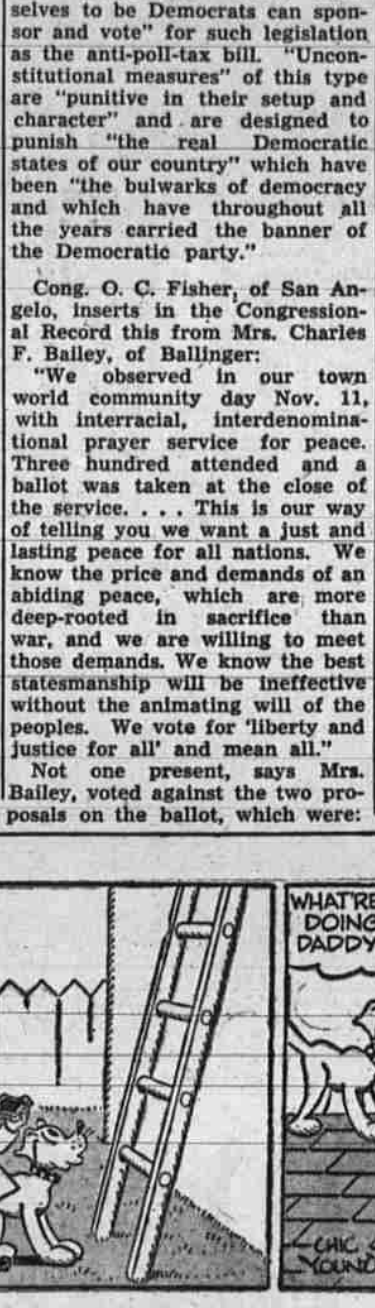 selves to be Democrats can spon-
sor and vote" for such legislation
as the anti-poll-tax bill. "Uncon-
stitutional measures" of this type
are "punitive in their setup and
character" and are designed to
punish "the real Democratic
states of our country" which have
been "the bulwarks of democracy
and which have throughout all
the years carried the banner of
the Democratic party."
Cong. O. C. Fisher, of San An-
gelo, inserts in the Congression-
al Record this from Mrs. Charles
F. Bailey, of Ballinger:
"We observed in our town
world community day Nov. 11,
with interracial, interdenomina-
tional prayer service for peace.
Three hundred attended and a
ballot was taken at the close of
the service. . . . This is our way
of telling you we want a just and
lasting peace for all nations. We
know the price and demands of an
abiding peace, which are more
deep-rooted in sacrifice than
war, and we are willing to meet
those demands. We know the best
statesmanship will be ineffective
without the animating will of the
peoples. We vote for 'liberty and
justice for all' and mean all."
Not one present, says Mrs.
Bailey, voted against the two pro-
posals on the ballot, which were:
WHAT'RE
DOING
DADDY
CHIC
YOUNG